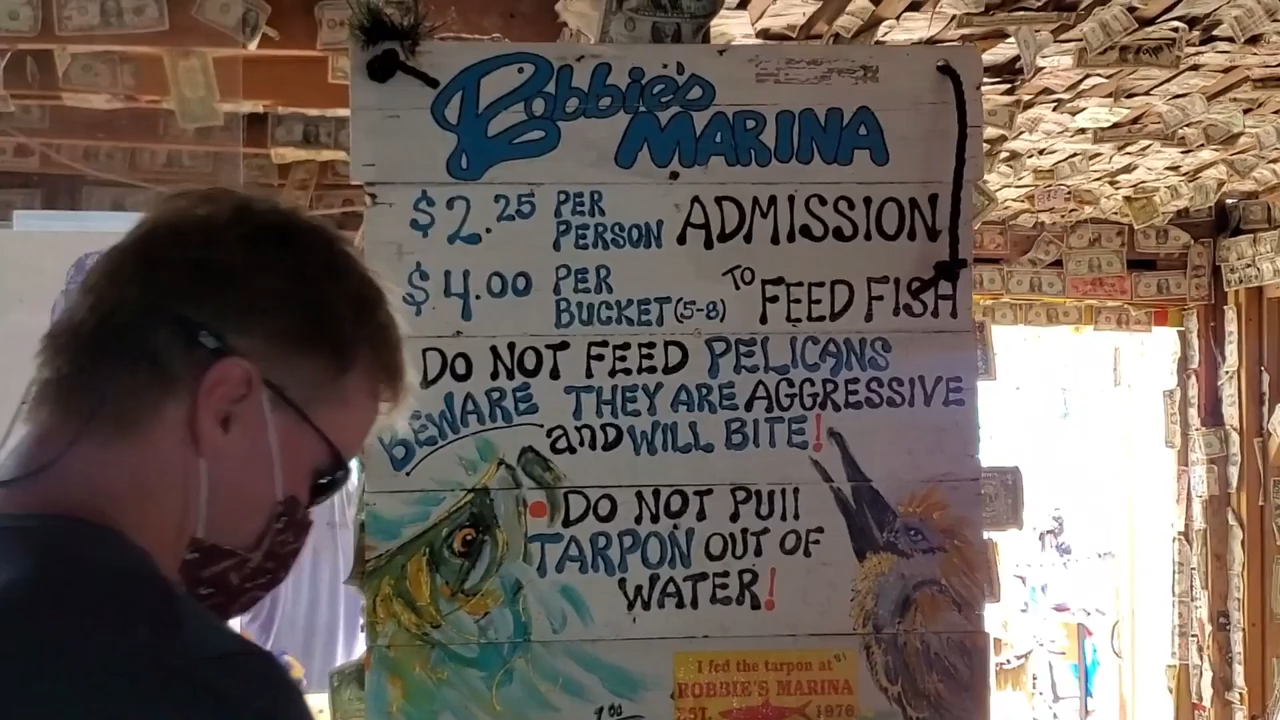 Robbie's
MARINA
$2.25 PER PERSON ADMISSION
$4.00 PER BUCKET (5-8) TO FEED FISH
DO NOT FEED PELICANS
BEWARE THEY ARE AGGRESSIVE
and WILL BITE!
DO NOT PUll
TARPON OUT OF
WATER!
I fed the tarpon at
ROBBIE'S MARINA
EST. 1976